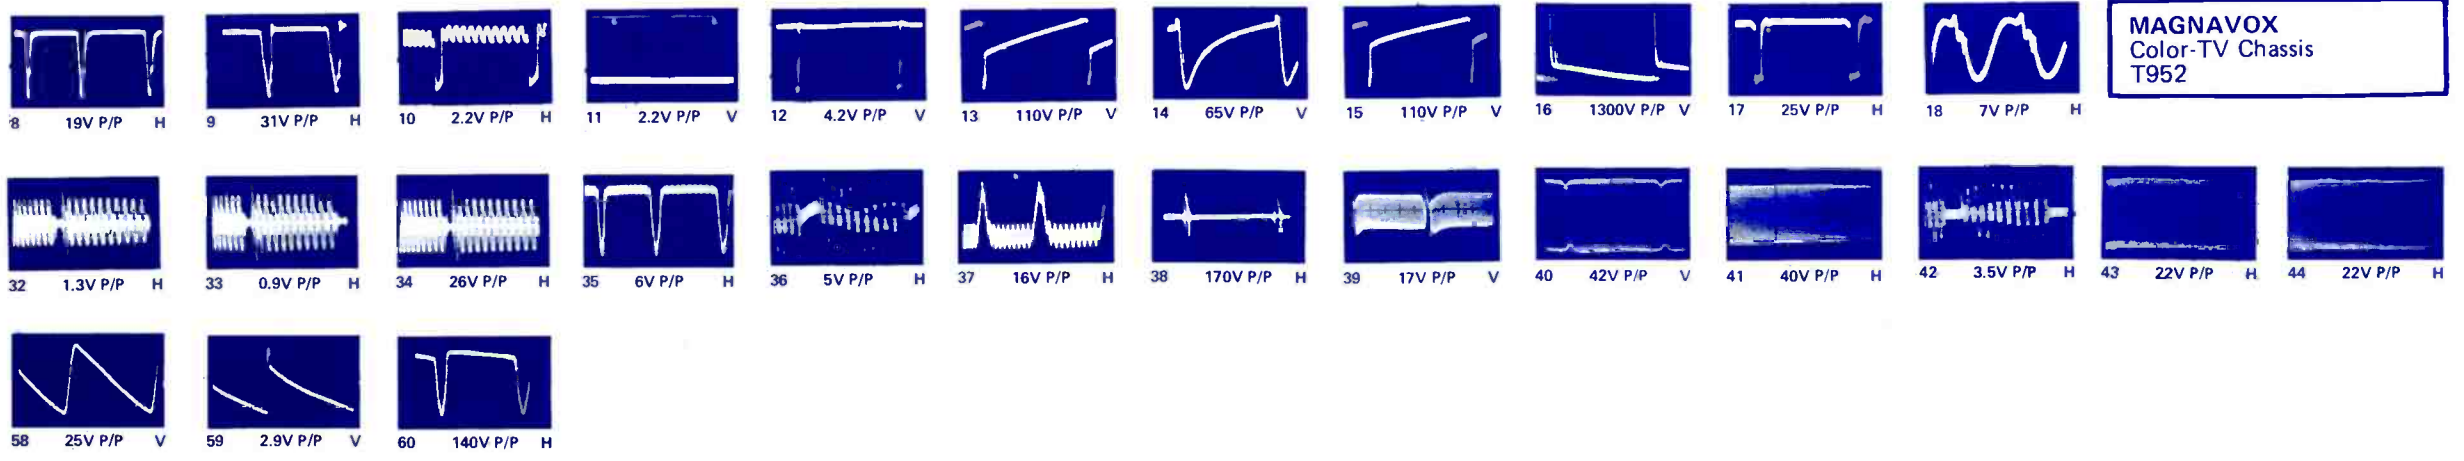 MAGNAVOX
Color-TV Chassis
T952
8 19V P/P H
9 31V P/P H
10 2.2V P/P H
11 2.2V P/P V
12 4.2V P/P V
13 110V P/P V
14 65V P/P V
15 110V P/P V
16 1300V P/P V
17 25V P/P H
18 7V P/P H
32 1.3V P/P H
33 0.9V P/P H
34 26V P/P H
35 6V P/P H
36 5V P/P H
37 16V P/P H
38 170V P/P H
39 17V P/P V
40 42V P/P V
41 40V P/P H
42 3.5V P/P H
43 22V P/P H
44 22V P/P H
58 25V P/P V
59 2.9V P/P V
60 140V P/P H